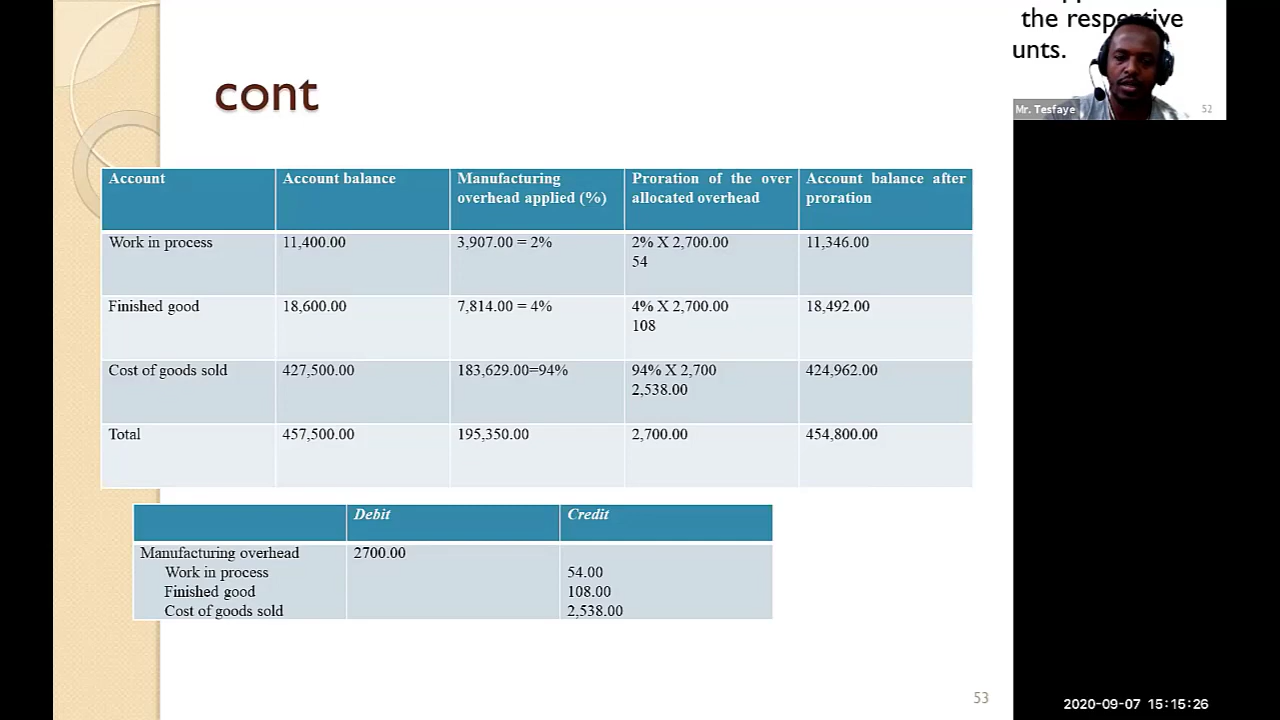 the respective
unts.
Mr. Tesfaye
52
cont
Account
Account balance
Manufacturing
overhead applied (%)
Proration of the over
allocated overhead
Account balance after
proration
Work in process
11,400.00
3,907.00 = 2%
2% X 2,700.00
54
11,346.00
Finished good
18,600.00
7,814.00 = 4%
4% X 2,700.00
108
18,492.00
Cost of goods sold
427,500.00
183,629.00=94%
94% X 2,700
2,538.00
424,962.00
Total
457,500.00
195,350.00
2,700.00
454,800.00
Debit
Credit
Manufacturing overhead
2700.00
Work in process
54.00
Finished good
108.00
Cost of goods sold
2,538.00
53
2020-09-07 15:15:26